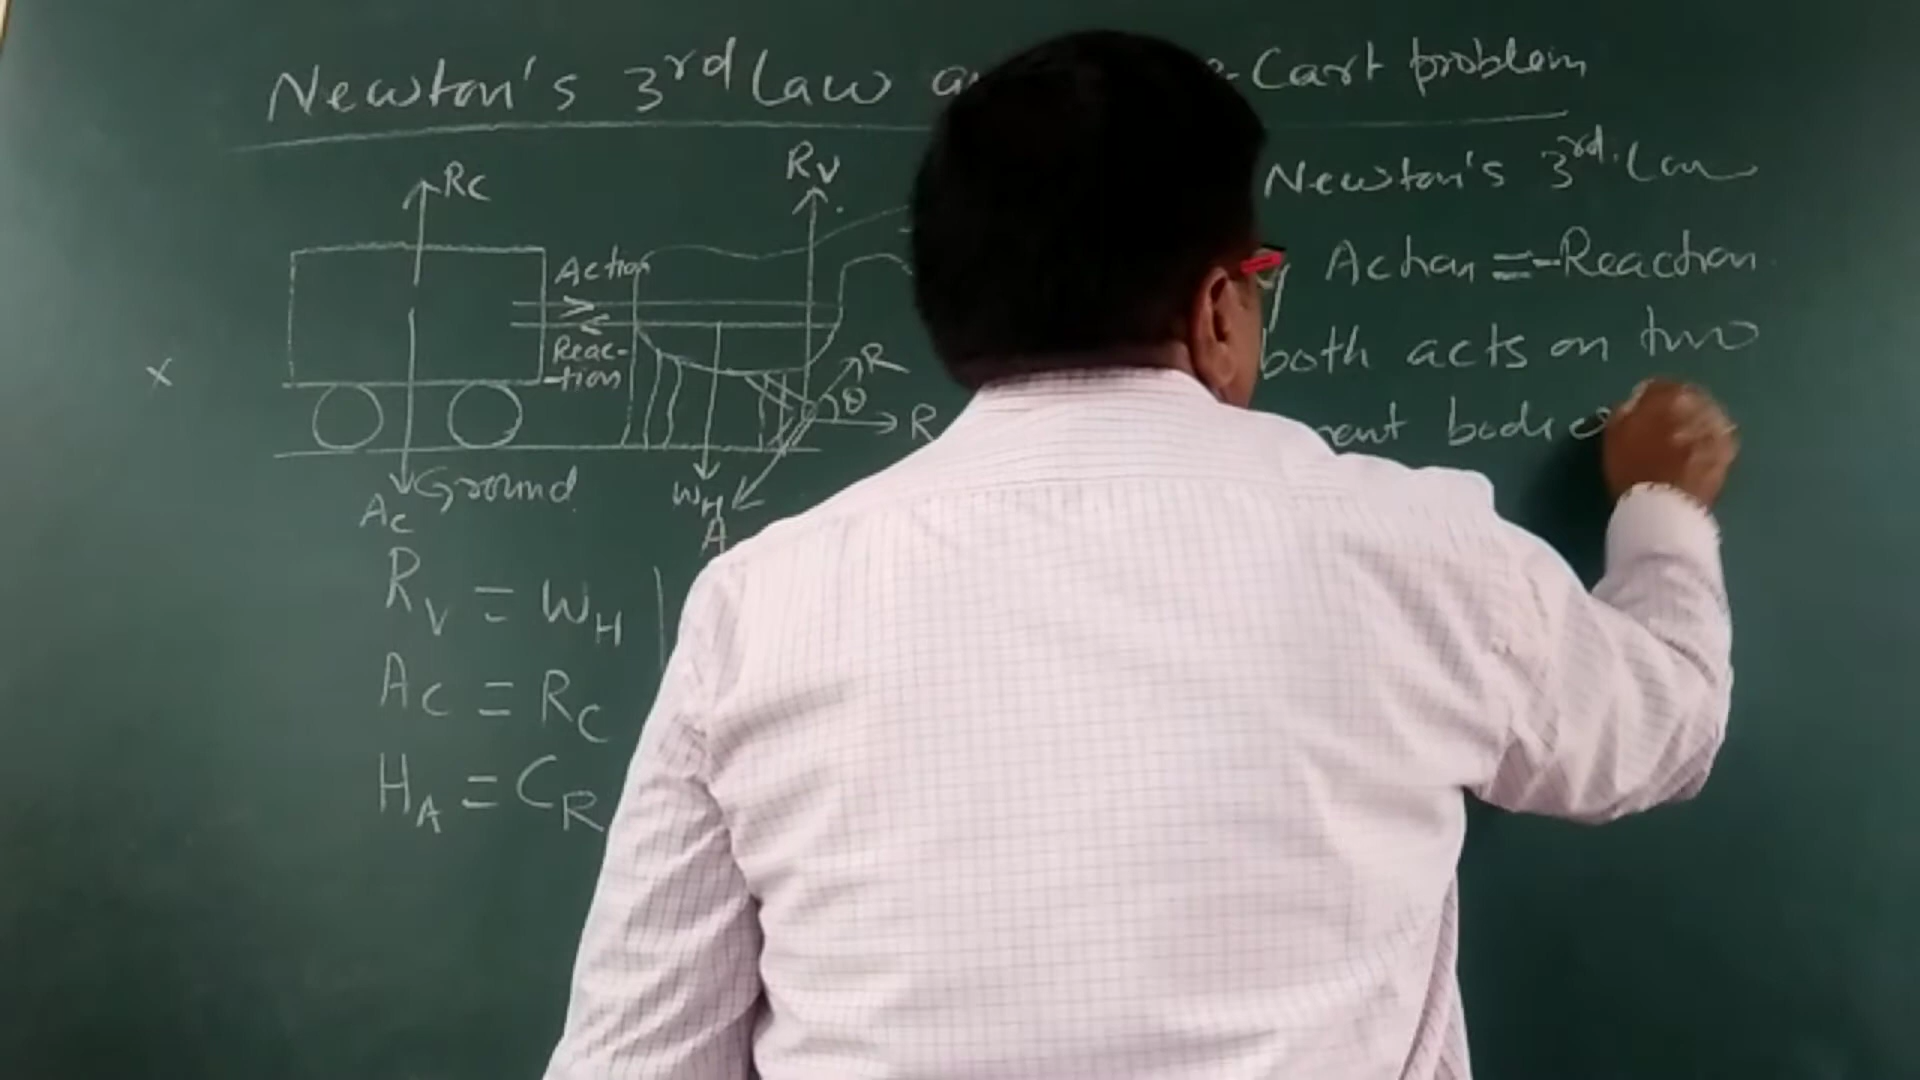 Newton's 3rd Law -Cart problem
Rc
Rv
Action
Reac-
-tion
R
θ
R
Ground
Ac
WH
A
Rv = WH
Ac = Rc
HA = CR
Newton's 3rd. Law
Action = -Reaction
both acts on two
bodies
x